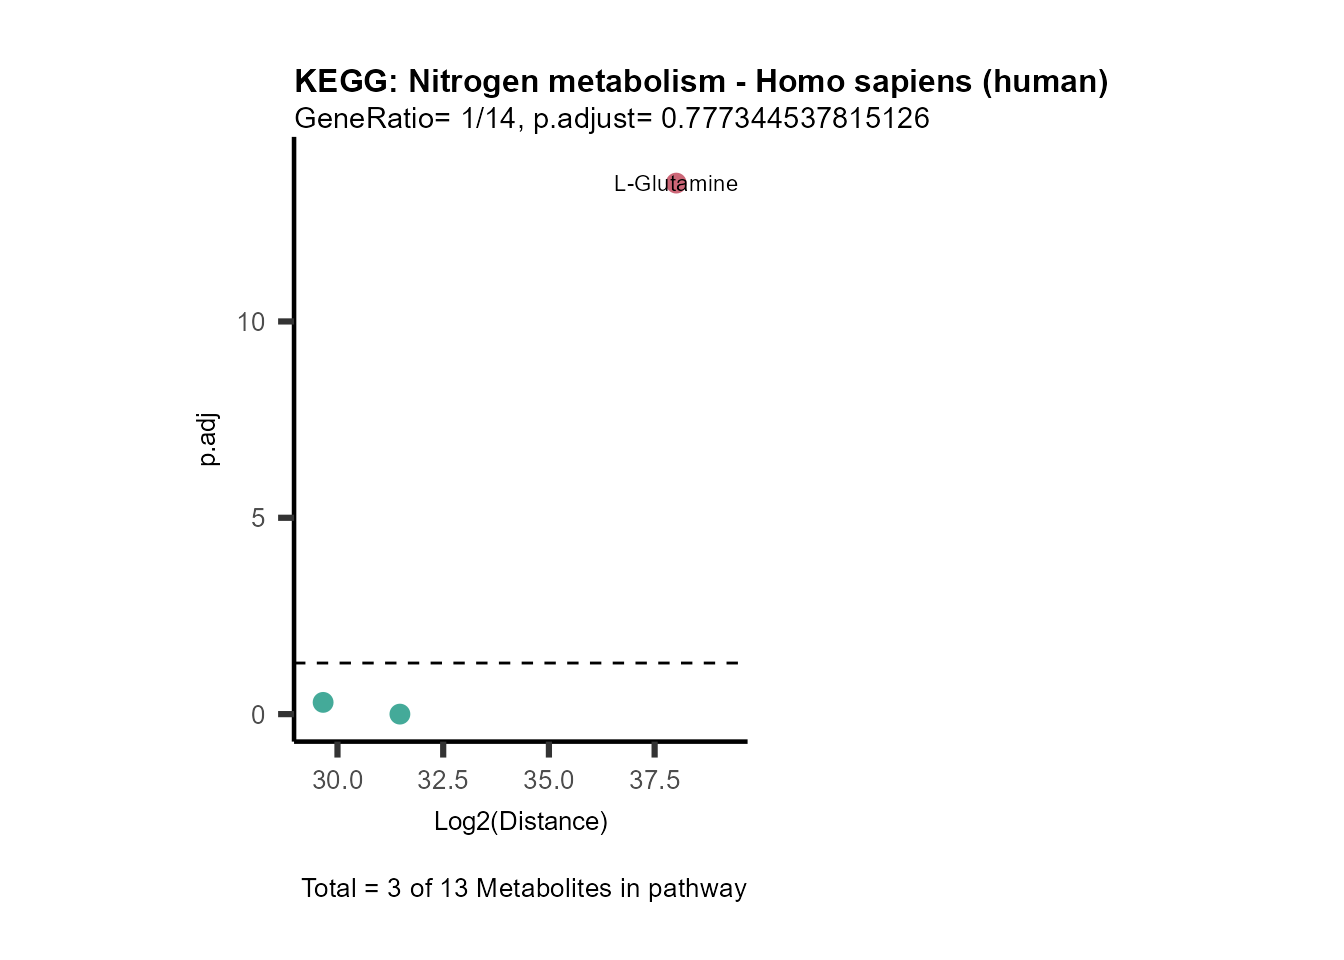 KEGG: Nitrogen metabolism - Homo sapiens (human)
GeneRatio= 1/14, p.adjust= 0.777344537815126
L-Glutamine
10
p.adj
5
0
30.0 32.5 35.0 37.5
Log2(Distance)
Total = 3 of 13 Metabolites in pathway